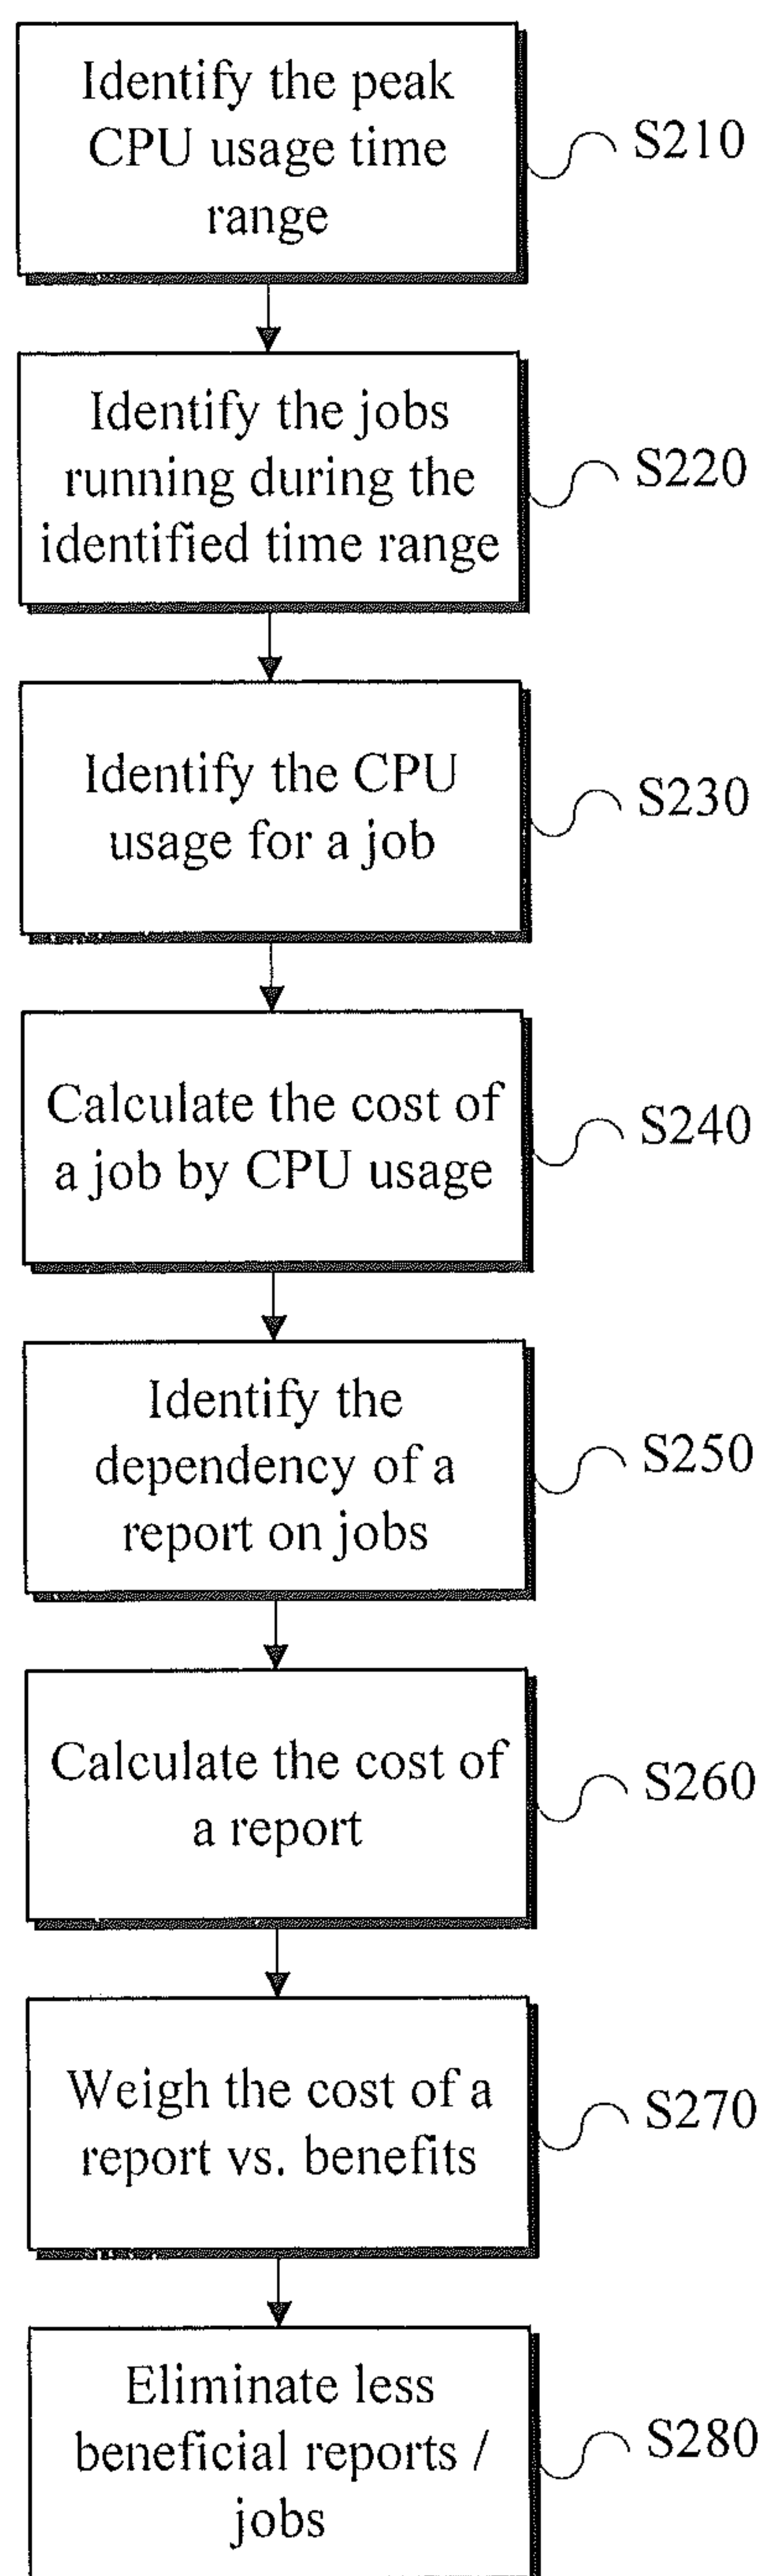 Identify the peak
CPU usage time
range
S210
Identify the jobs
running during the
identified time range
S220
Identify the CPU
usage for a job
S230
Calculate the cost of
a job by CPU usage
S240
Identify the
dependency of a
report on jobs
S250
Calculate the cost of
a report
S260
Weigh the cost of a
report vs. benefits
S270
Eliminate less
beneficial reports /
jobs
S280